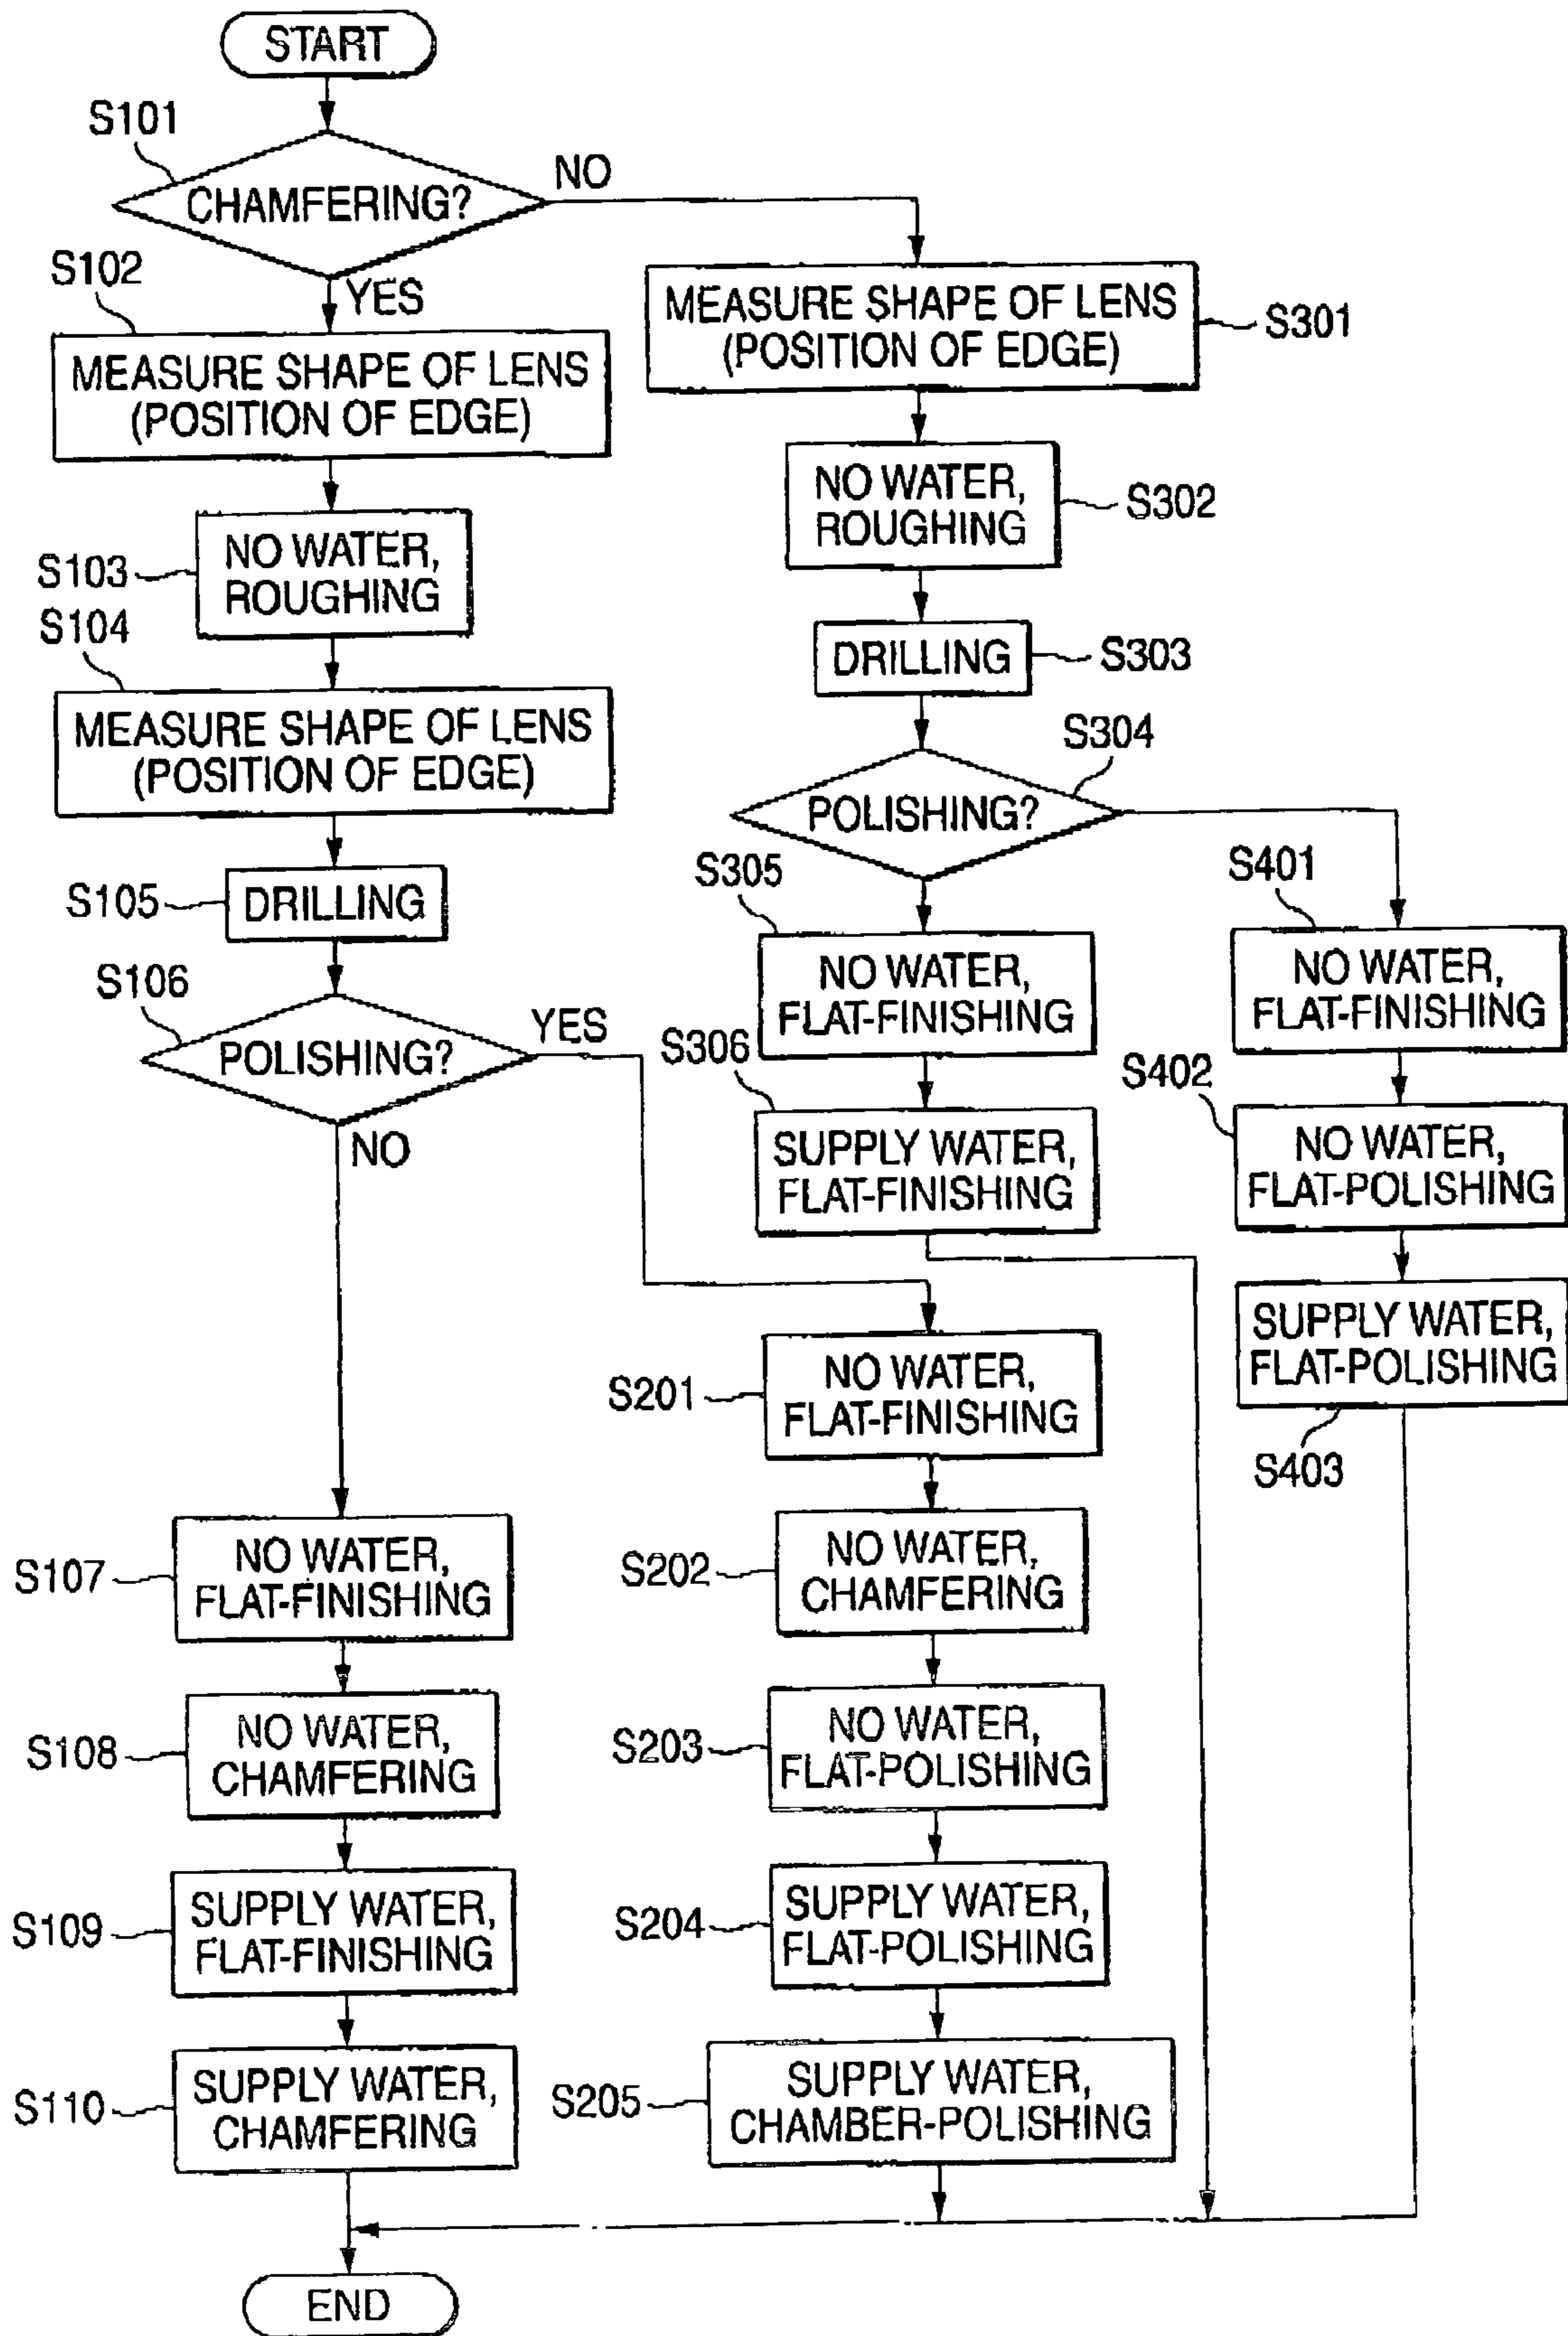 START
S101
CHAMFERING?
NO
YES
S102
MEASURE SHAPE OF LENS
(POSITION OF EDGE)
S103
NO WATER,
ROUGHING
S104
MEASURE SHAPE OF LENS
(POSITION OF EDGE)
S105
DRILLING
S106
POLISHING?
YES
NO
S107
NO WATER,
FLAT-FINISHING
S108
NO WATER,
CHAMFERING
S109
SUPPLY WATER,
FLAT-FINISHING
S110
SUPPLY WATER,
CHAMFERING
END
MEASURE SHAPE OF LENS
(POSITION OF EDGE)
S301
NO WATER,
ROUGHING
S302
DRILLING
S303
S304
POLISHING?
S305
NO WATER,
FLAT-FINISHING
S306
SUPPLY WATER,
FLAT-FINISHING
S201
NO WATER,
FLAT-FINISHING
S202
NO WATER,
CHAMFERING
S203
NO WATER,
FLAT-POLISHING
S204
SUPPLY WATER,
FLAT-POLISHING
S205
SUPPLY WATER,
CHAMBER-POLISHING
S401
NO WATER,
FLAT-FINISHING
S402
NO WATER,
FLAT-POLISHING
SUPPLY WATER,
FLAT-POLISHING
S403